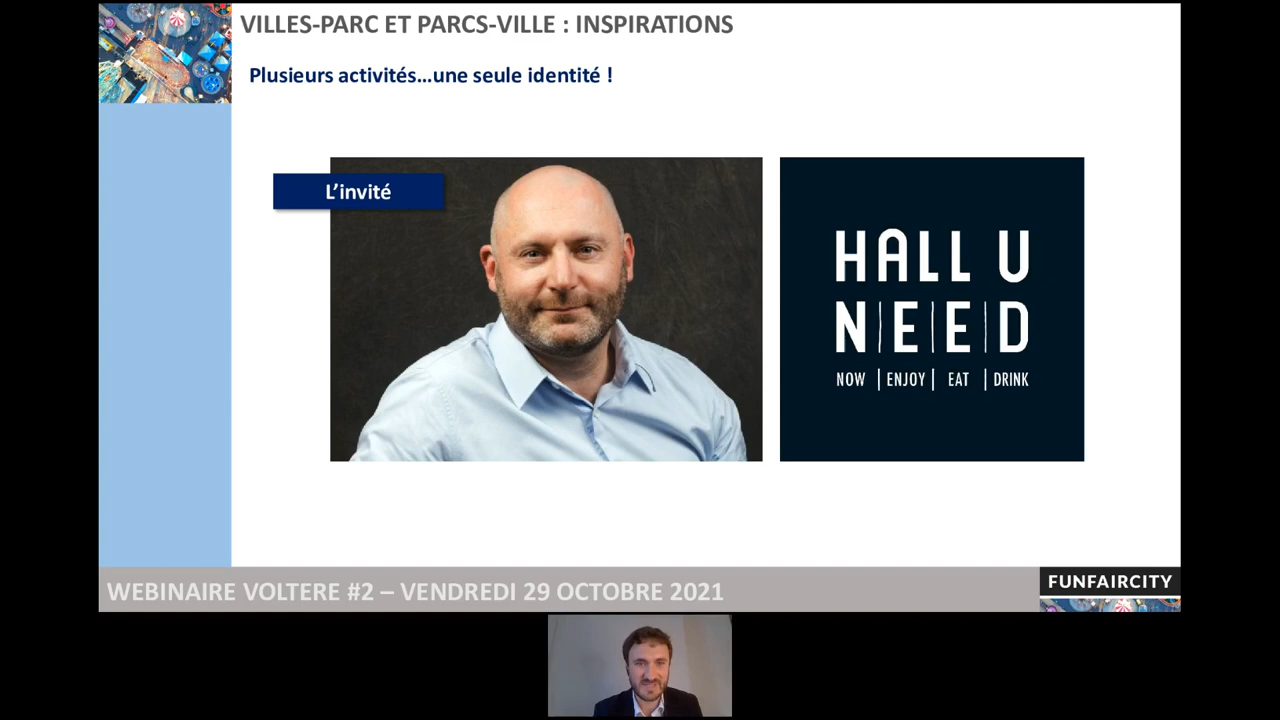 VILLES-PARC ET PARCS-VILLE : INSPIRATIONS
Plusieurs activités...une seule identité !
L'invité
HALL U
N|E|E|D
NOW | ENJOY | EAT | DRINK
WEBINAIRE VOLTERE #2 – VENDREDI 29 OCTOBRE 2021
FUNFAIRCITY